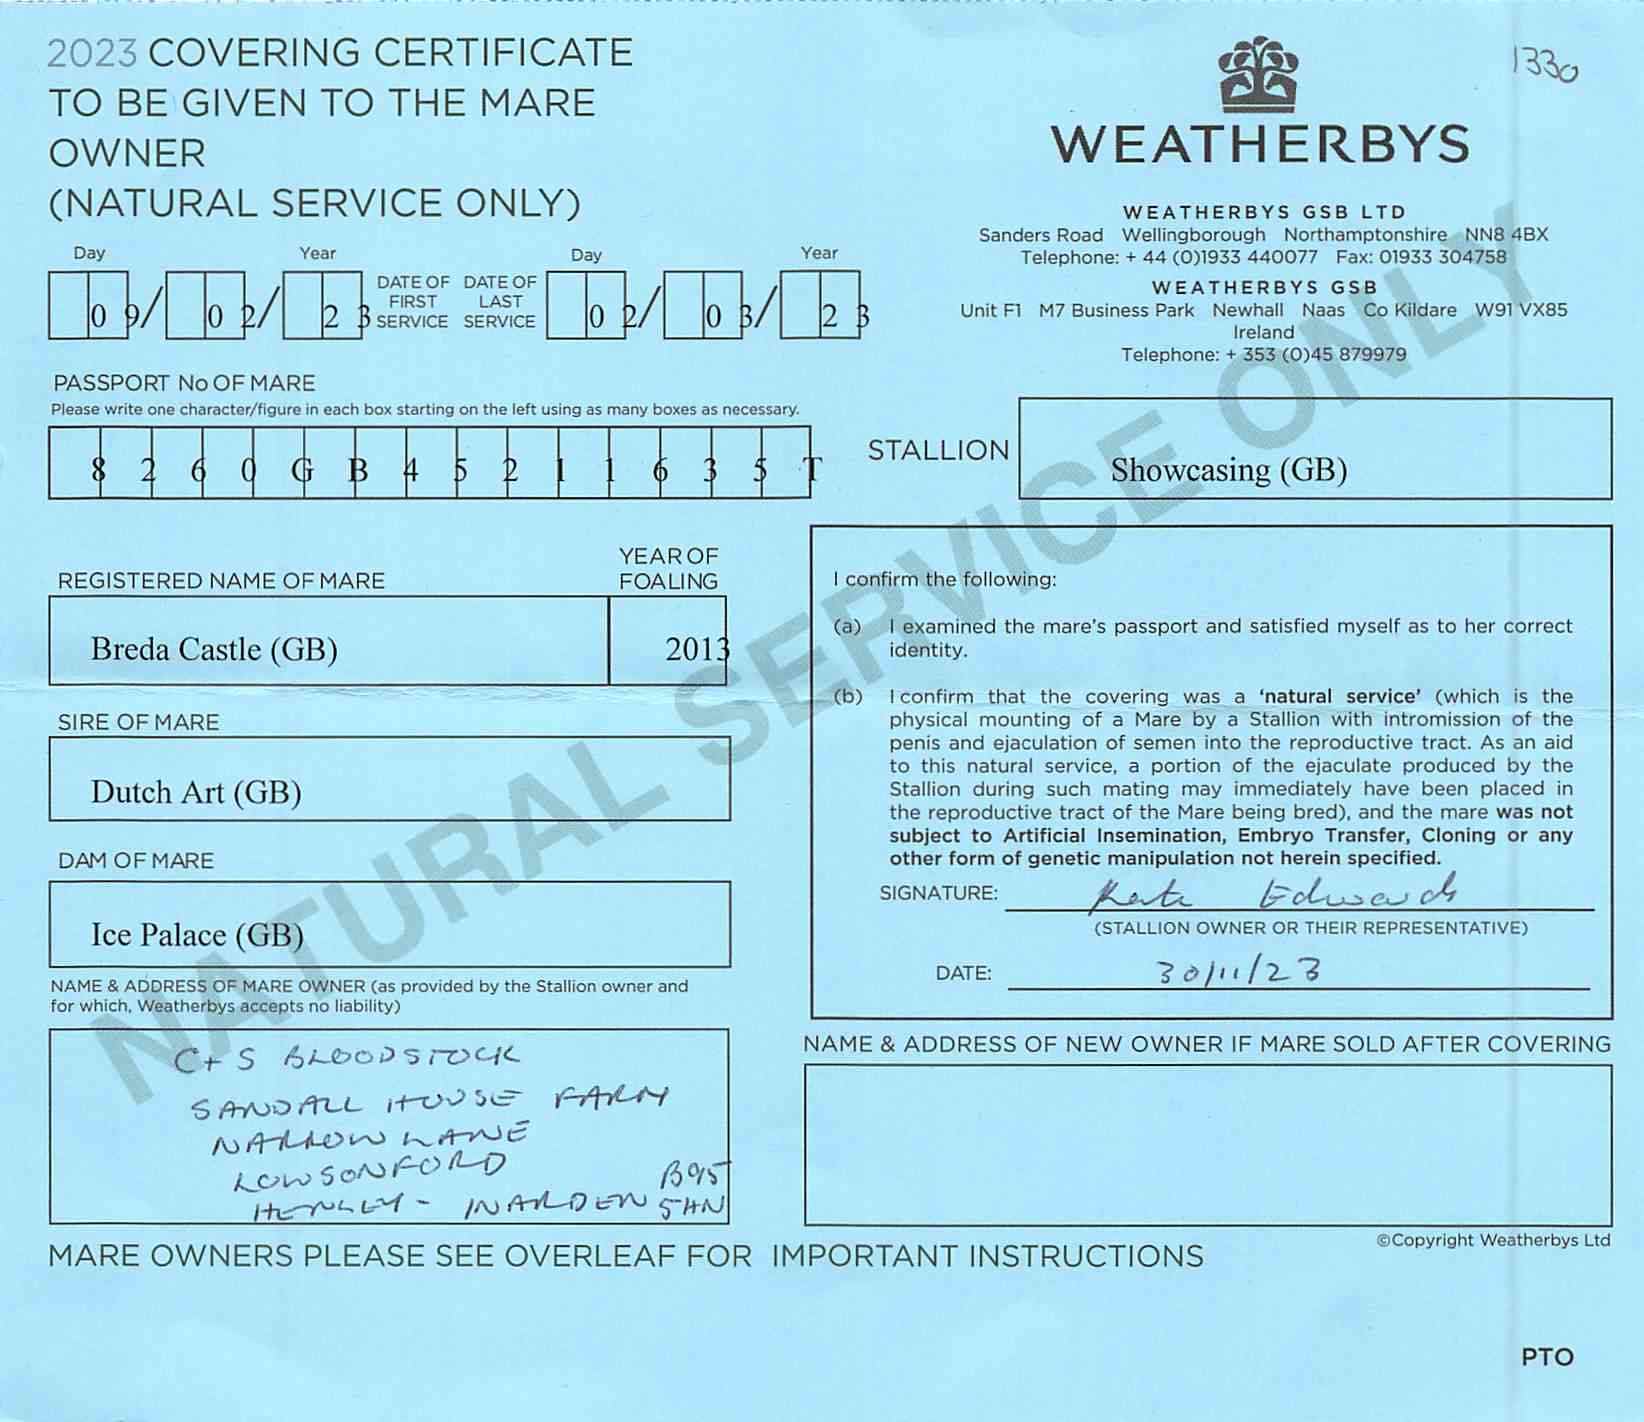 2023 COVERING CERTIFICATE
TO BE GIVEN TO THE MARE
OWNER
(NATURAL SERVICE ONLY)
1330
WEATHERBYS
WEATHERBYS GSB LTD
Sanders Road Wellingborough Northamptonshire NN8 4BX
Telephone: + 44 (0)1933 440077 Fax: 01933 304758
WEATHERBYS GSB
Unit F1 M7 Business Park Newhall Naas Co Kildare W91 VX85
Ireland
Telephone: + 353 (0)45 879979
Day Year
09/02/23
DATE OF FIRST SERVICE
DATE OF LAST SERVICE
Day Year
02/03/23
PASSPORT No OF MARE
Please write one character/figure in each box starting on the left using as many boxes as necessary.
8 2 6 0 G B 4 5 2 1 1 6 3 5 T
STALLION
Showcasing (GB)
REGISTERED NAME OF MARE
Breda Castle (GB)
YEAR OF
FOALING
2013
SIRE OF MARE
Dutch Art (GB)
DAM OF MARE
Ice Palace (GB)
NAME & ADDRESS OF MARE OWNER (as provided by the Stallion owner and
for which, Weatherbys accepts no liability)
C + S BLOODSTOCK
SANDALL HOUSE FARM
NARROW LANE
LOWSONFORD
HENLEY - IN ARDEN B95 5HN
I confirm the following:
(a) I examined the mare's passport and satisfied myself as to her correct
identity.
(b) I confirm that the covering was a 'natural service' (which is the
physical mounting of a Mare by a Stallion with intromission of the
penis and ejaculation of semen into the reproductive tract. As an aid
to this natural service, a portion of the ejaculate produced by the
Stallion during such mating may immediately have been placed in
the reproductive tract of the Mare being bred), and the mare was not
subject to Artificial Insemination, Embryo Transfer, Cloning or any
other form of genetic manipulation not herein specified.
SIGNATURE: Kate Edwards
(STALLION OWNER OR THEIR REPRESENTATIVE)
DATE: 30/11/23
NAME & ADDRESS OF NEW OWNER IF MARE SOLD AFTER COVERING
©Copyright Weatherbys Ltd
MARE OWNERS PLEASE SEE OVERLEAF FOR IMPORTANT INSTRUCTIONS
PTO
NATURAL SERVICE ONLY